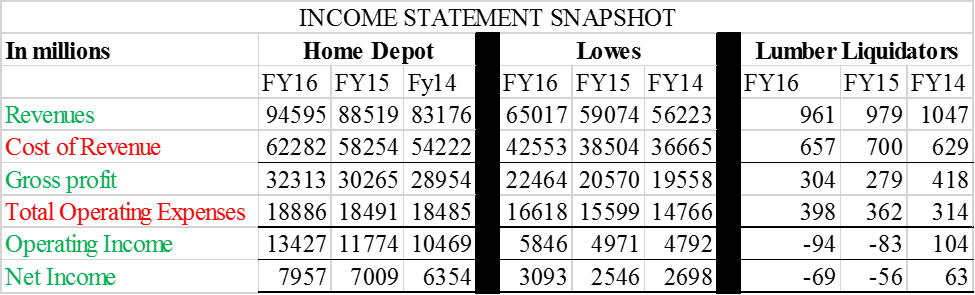 INCOME STATEMENT SNAPSHOT
In millions Home Depot Lowes Lumber Liquidators
FY16 FY15 Fy14 FY16 FY15 FY14 FY16 FY15 FY14
Revenues 94595 88519 83176 65017 59074 56223 961 979 1047
Cost of Revenue 62282 58254 54222 42553 38504 36665 657 700 629
Gross profit 32313 30265 28954 22464 20570 19558 304 279 418
Total Operating Expenses 18886 18491 18485 16618 15599 14766 398 362 314
Operating Income 13427 11774 10469 5846 4971 4792 -94 -83 104
Net Income 7957 7009 6354 3093 2546 2698 -69 -56 63